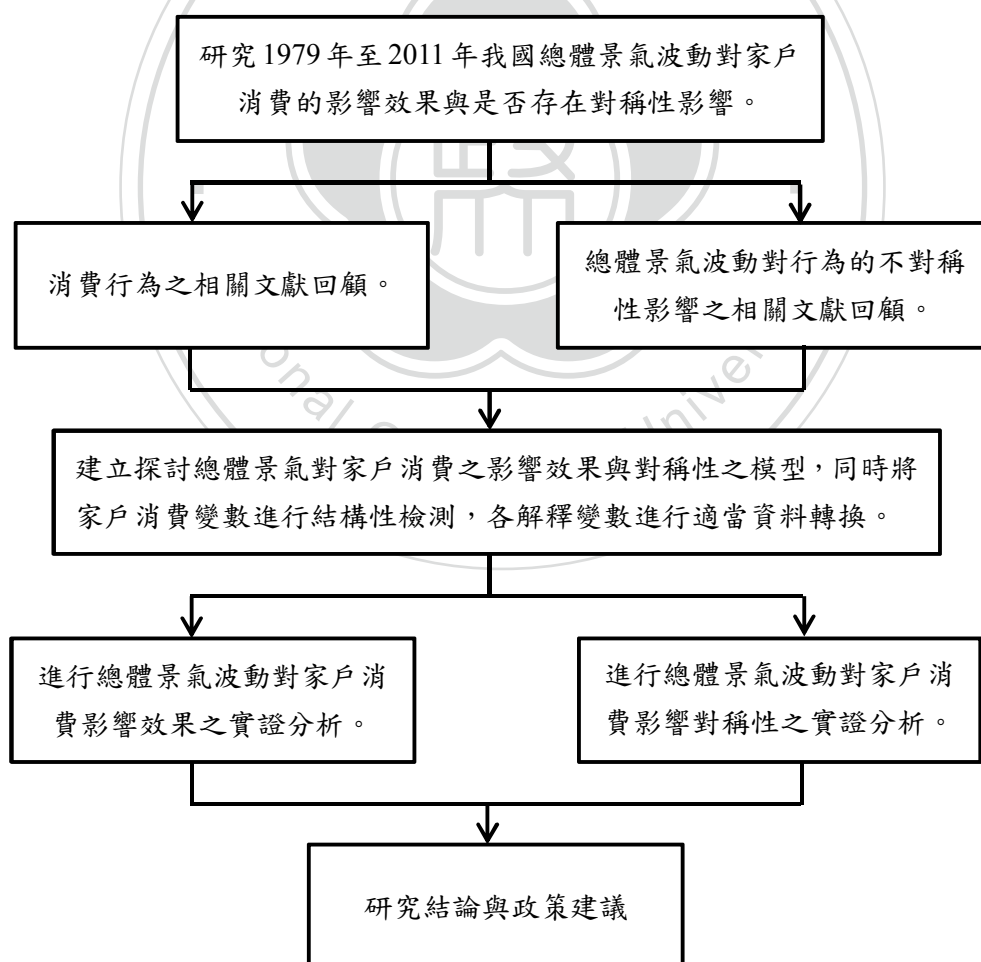 研究 1979 年至 2011 年我國總體景氣波動對家戶
消費的影響效果與是否存在對稱性影響。
消費行為之相關文獻回顧。
總體景氣波動對行為的不對稱
性影響之相關文獻回顧。
建立探討總體景氣對家戶消費之影響效果與對稱性之模型，同時將
家戶消費變數進行結構性檢測，各解釋變數進行適當資料轉換。
進行總體景氣波動對家戶消
費影響效果之實證分析。
進行總體景氣波動對家戶消
費影響對稱性之實證分析。
研究結論與政策建議